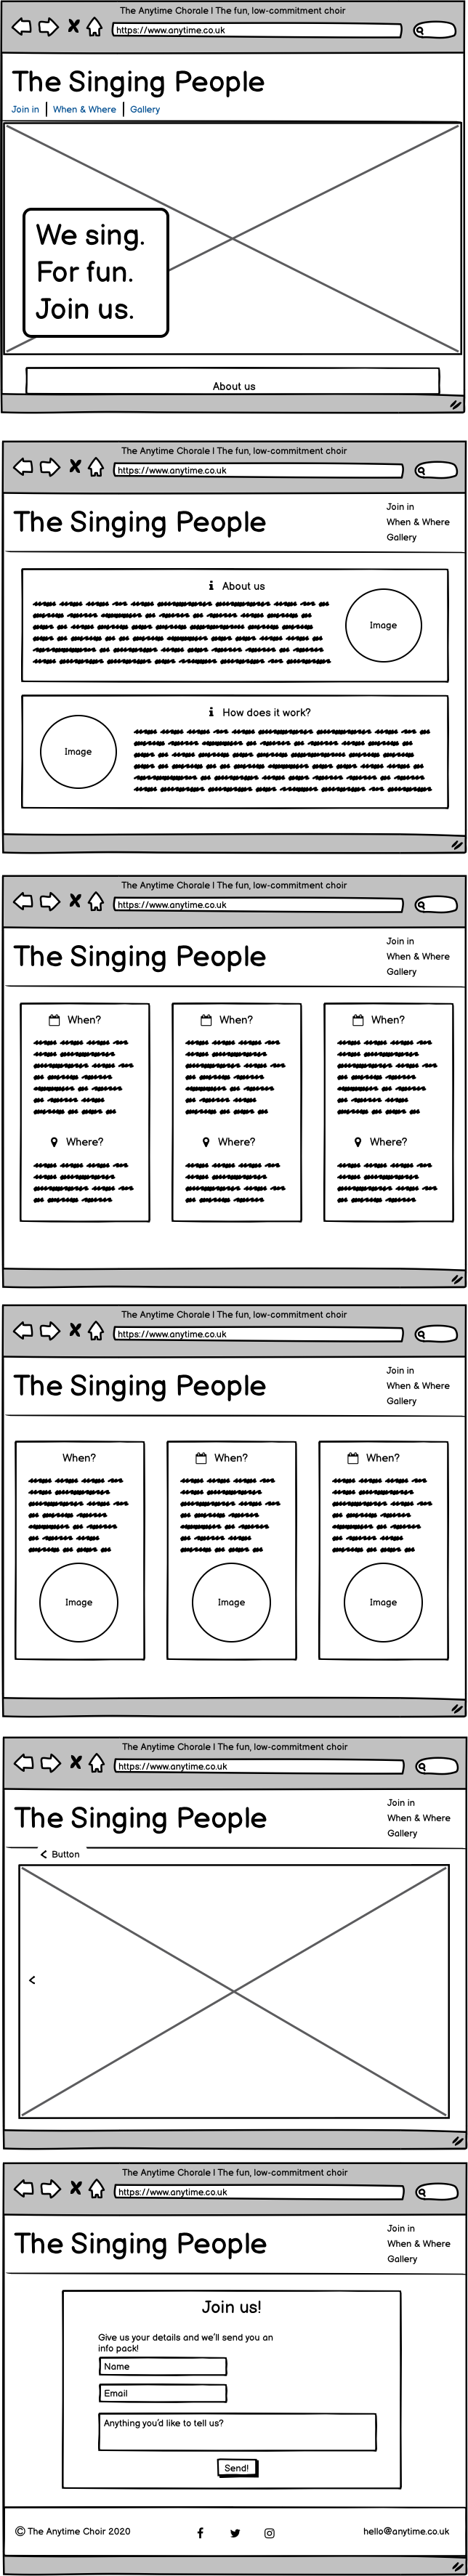 The Anytime Chorale | The fun, low-commitment choir
https://www.anytime.co.uk
The Singing People
Join in | When & Where | Gallery
We sing.
For fun.
Join us.
About us
The Anytime Chorale | The fun, low-commitment choir
https://www.anytime.co.uk
The Singing People
Join in
When & Where
Gallery
i About us
Image
i How does it work?
Image
The Anytime Chorale | The fun, low-commitment choir
https://www.anytime.co.uk
The Singing People
Join in
When & Where
Gallery
When? When? When?
Where? Where? Where?
The Anytime Chorale | The fun, low-commitment choir
https://www.anytime.co.uk
The Singing People
Join in
When & Where
Gallery
When? When? When?
Image Image Image
The Anytime Chorale | The fun, low-commitment choir
https://www.anytime.co.uk
The Singing People
Join in
When & Where
Gallery
< Button
<
The Anytime Chorale | The fun, low-commitment choir
https://www.anytime.co.uk
The Singing People
Join in
When & Where
Gallery
Join us!
Give us your details and we'll send you an
info pack!
Name
Email
Anything you'd like to tell us?
Send!
© The Anytime Choir 2020 hello@anytime.co.uk